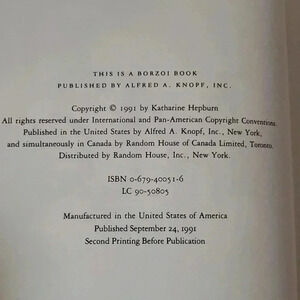 THIS IS A BORZOI BOOK
PUBLISHED BY ALFRED A. KNOPF, INC.
Copyright © 1991 by Katharine Hepburn
All rights reserved under International and Pan-American Copyright Conventions.
Published in the United States by Alfred A. Knopf, Inc., New York,
and simultaneously in Canada by Random House of Canada Limited, Toronto.
Distributed by Random House, Inc., New York.
ISBN 0-679-40051-6
LC 90-50805
Manufactured in the United States of America
Published September 24, 1991
Second Printing Before Publication